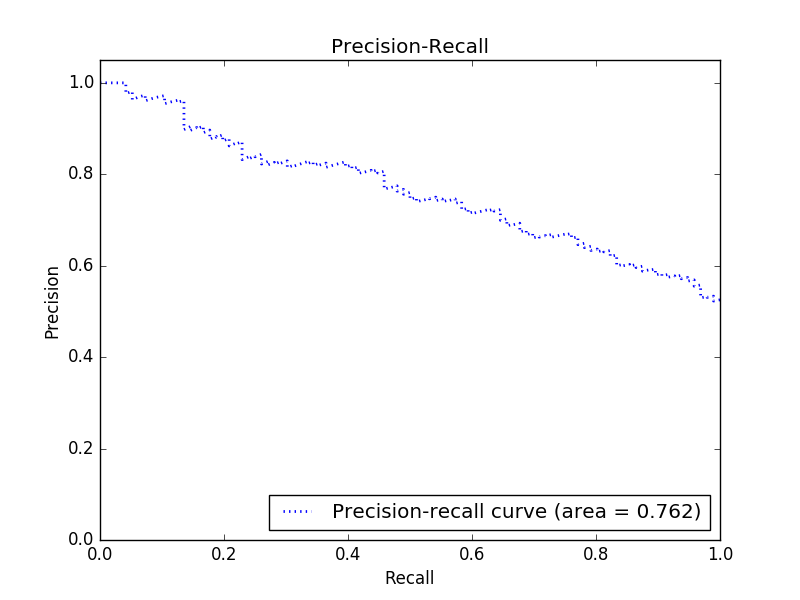 Precision-Recall
1.0
0.8
0.6
0.4
0.2
0.0
Precision
Precision-recall curve (area = 0.762)
0.0 0.2 0.4 0.6 0.8 1.0
Recall